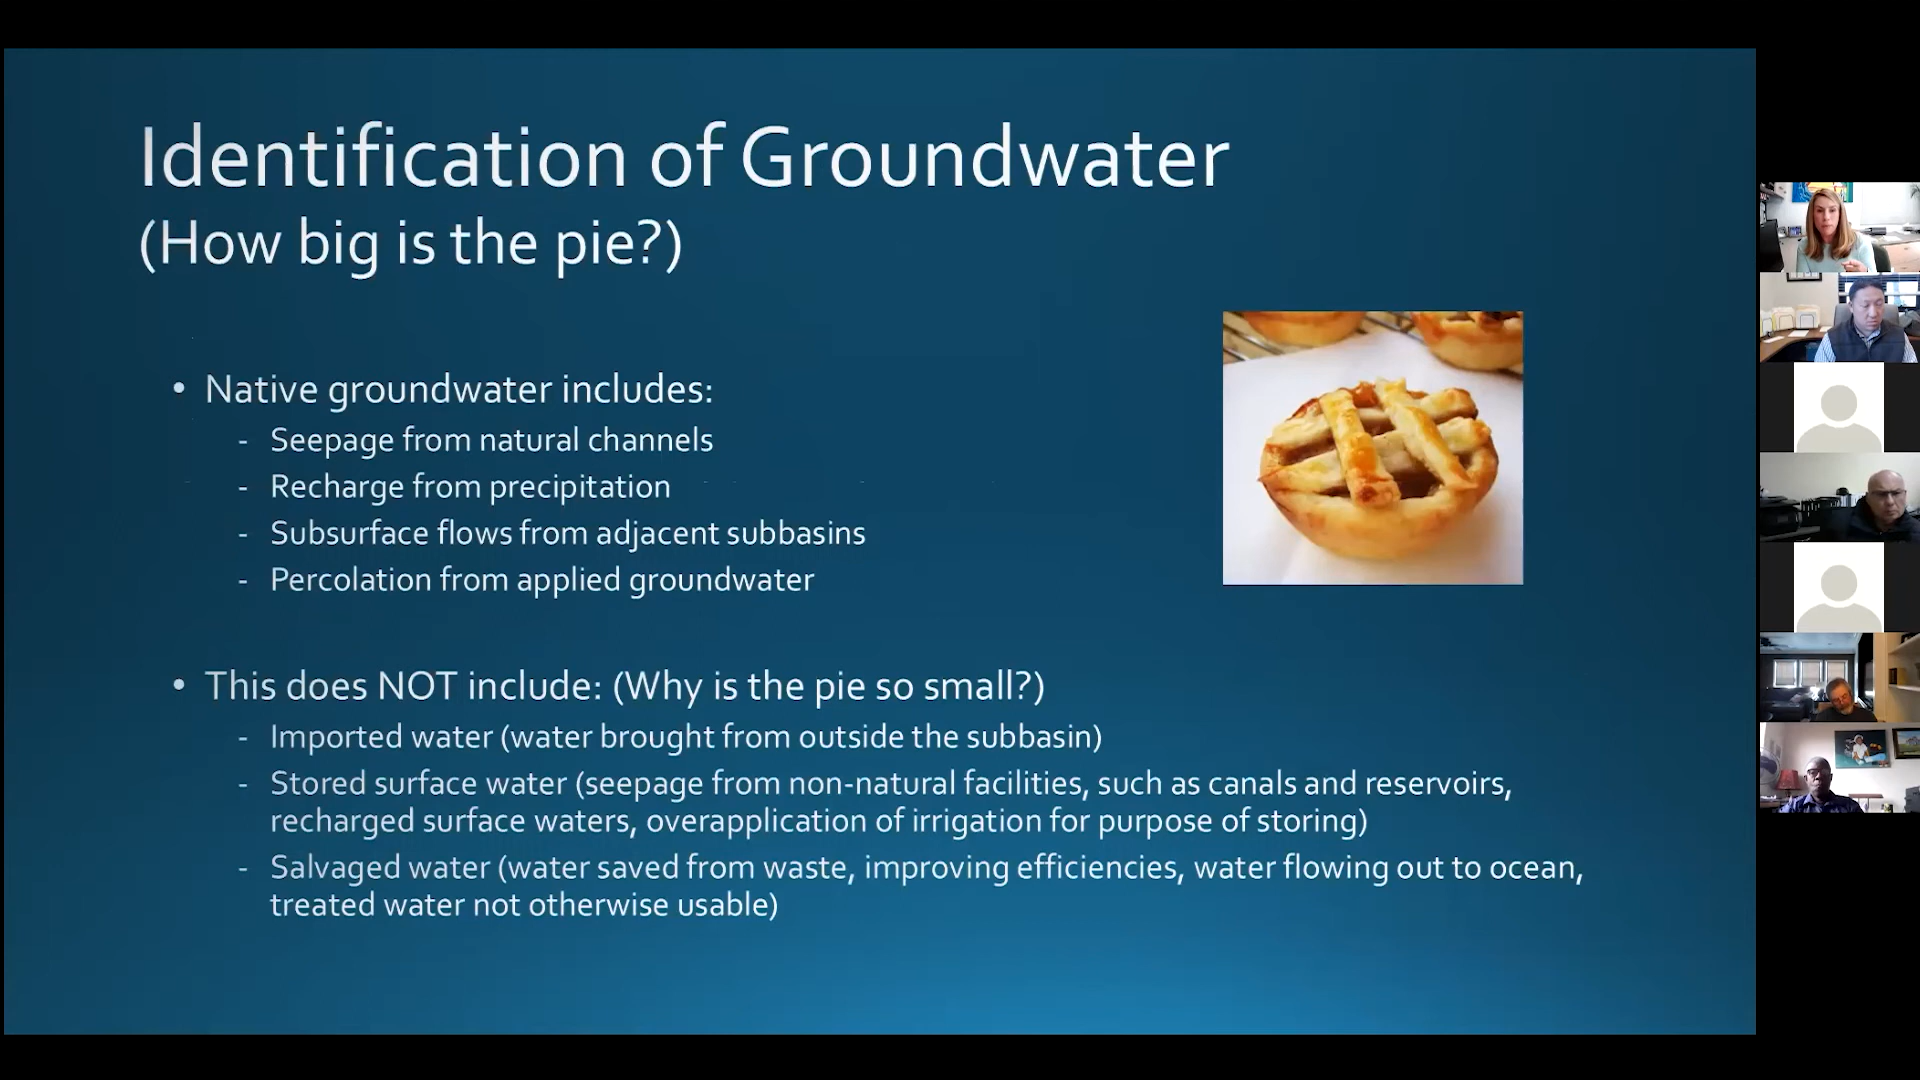 Identification of Groundwater
(How big is the pie?)
• Native groundwater includes:
- Seepage from natural channels
- Recharge from precipitation
- Subsurface flows from adjacent subbasins
- Percolation from applied groundwater
• This does NOT include: (Why is the pie so small?)
- Imported water (water brought from outside the subbasin)
- Stored surface water (seepage from non-natural facilities, such as canals and reservoirs,
recharged surface waters, overapplication of irrigation for purpose of storing)
- Salvaged water (water saved from waste, improving efficiencies, water flowing out to ocean,
treated water not otherwise usable)